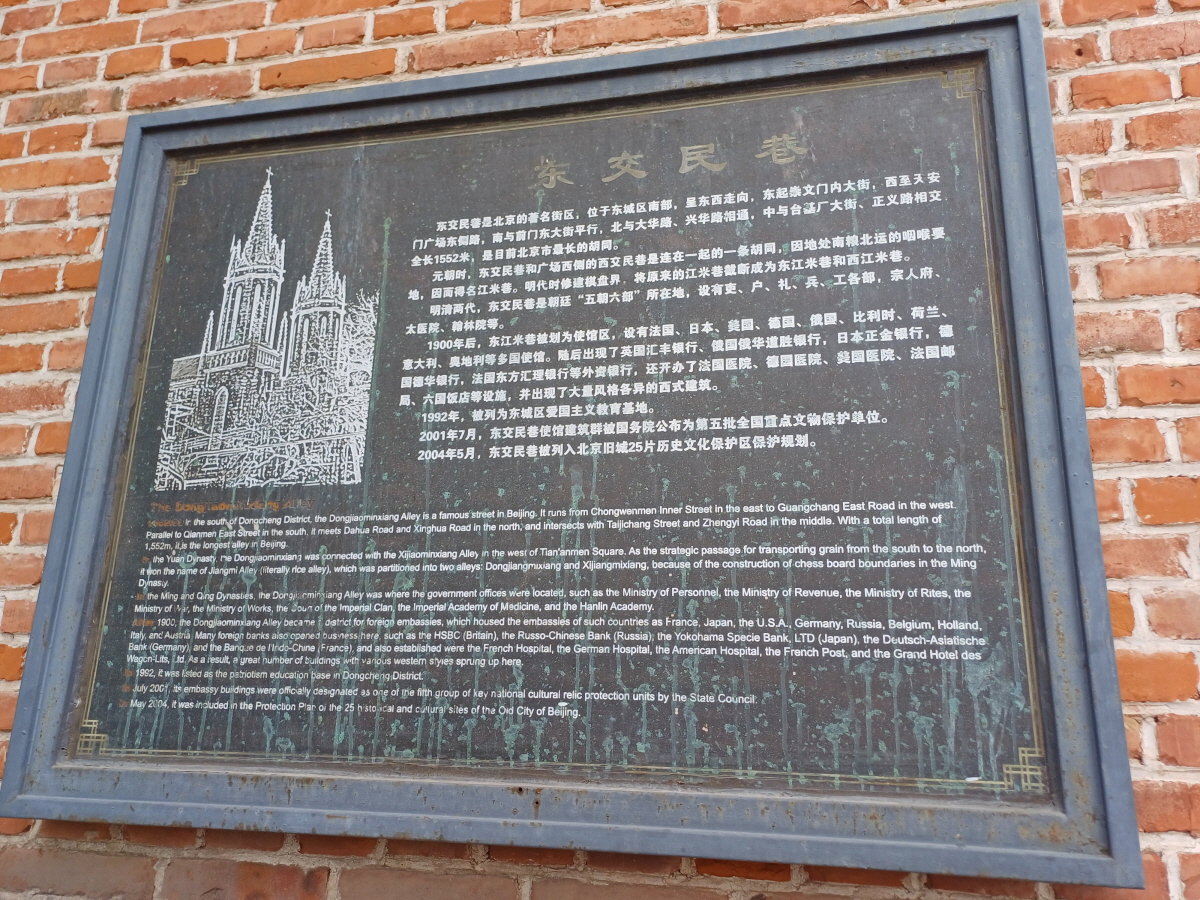 东交民巷
东交民巷是北京的著名街区，位于东城区南部，呈东西走向，东起崇文门内大街，西至天安
门广场东侧路，南与前门东大街平行，北与大华路、兴华路相通，中与台基厂大街、正义路相交
全长1552米，是目前北京市最长的胡同。
元朝时，东交民巷和广场西侧的西交民巷是连在一起的一条胡同，因地处南粮北运的咽喉要
地，因而得名江米巷。明代时修建棋盘界，将原来的江米巷截断成为东江米巷和西江米巷。
明清两代，东交民巷是朝廷“五朝六部”所在地，设有吏、户、礼、兵、工各部，宗人府、
太医院、翰林院等。
1900年后，东江米巷被划为使馆区，设有法国、日本、美国、德国、俄国、比利时、荷兰、
意大利、奥地利等多国使馆。随后出现了英国汇丰银行、俄国俄华道胜银行，日本正金银行，德
国德华银行，法国东方汇理银行等外资银行，还开办了法国医院、德国医院、美国医院、法国邮
局、六国饭店等设施，并出现了大量风格各异的西式建筑。
1992年，被列为东城区爱国主义教育基地。
2001年7月，东交民巷使馆建筑群被国务院公布为第五批全国重点文物保护单位。
2004年5月，东交民巷被列入北京旧城25片历史文化保护区保护规划。
The Dongjiaominxiang Alley
in the south of Dongcheng District, the Dongjiaominxiang Alley is a famous street in Beijing. It runs from Chongwenmen Inner Street in the east to Guangchang East Road in the west.
Parallel to Qianmen East Street in the south, it meets Dahua Road and Xinghua Road in the north, and intersects with Taijichang Street and Zhengyi Road in the middle. With a total length of
1,552m, it is the longest alley in Beijing.
In the Yuan Dynasty, the Dongjiaominxiang was connected with the Xijiaominxiang Alley in the west of Tian'anmen Square. As the strategic passage for transporting grain from the south to the north,
it won the name of Jiangmi Alley (literally rice alley), which was partitioned into two alleys: Dongjiangmixiang and Xijiangmixiang, because of the construction of chess board boundaries in the Ming
Dynasty.
In the Ming and Qing Dynasties, the Dongjiaominxiang Alley was where the government offices were located, such as the Ministry of Personnel, the Ministry of Revenue, the Ministry of Rites, the
Ministry of War, the Ministry of Works, the Court of the Imperial Clan, the Imperial Academy of Medicine, and the Hanlin Academy.
1900, the Dongjiaominxiang Alley became district for foreign embassies, which housed the embassies of such countries as France, Japan, the U.S.A., Germany, Russia, Belgium, Holland,
Italy, and Austria. Many foreign banks also opened business here, such as the HSBC (Britain), the Russo-Chinese Bank (Russia), the Yokohama Specie Bank, LTD (Japan), the Deutsch-Asiatische
Bank (Germany), and the Banque de l'Indo-Chine (France), and also established were the French Hospital, the German Hospital, the American Hospital, the French Post, and the Grand Hotel des
Wagon-Lits, Ltd. As a result, a great number of buildings with various western styles sprung up here.
In 1992, it was listed as the patriotism education base in Dongcheng District.
In July 2001, its embassy buildings were officially designated as one of the fifth group of key national cultural relic protection units by the State Council.
In May 2004, it was included in the Protection Plan of the 25 historical and cultural sites of the Old City of Beijing.